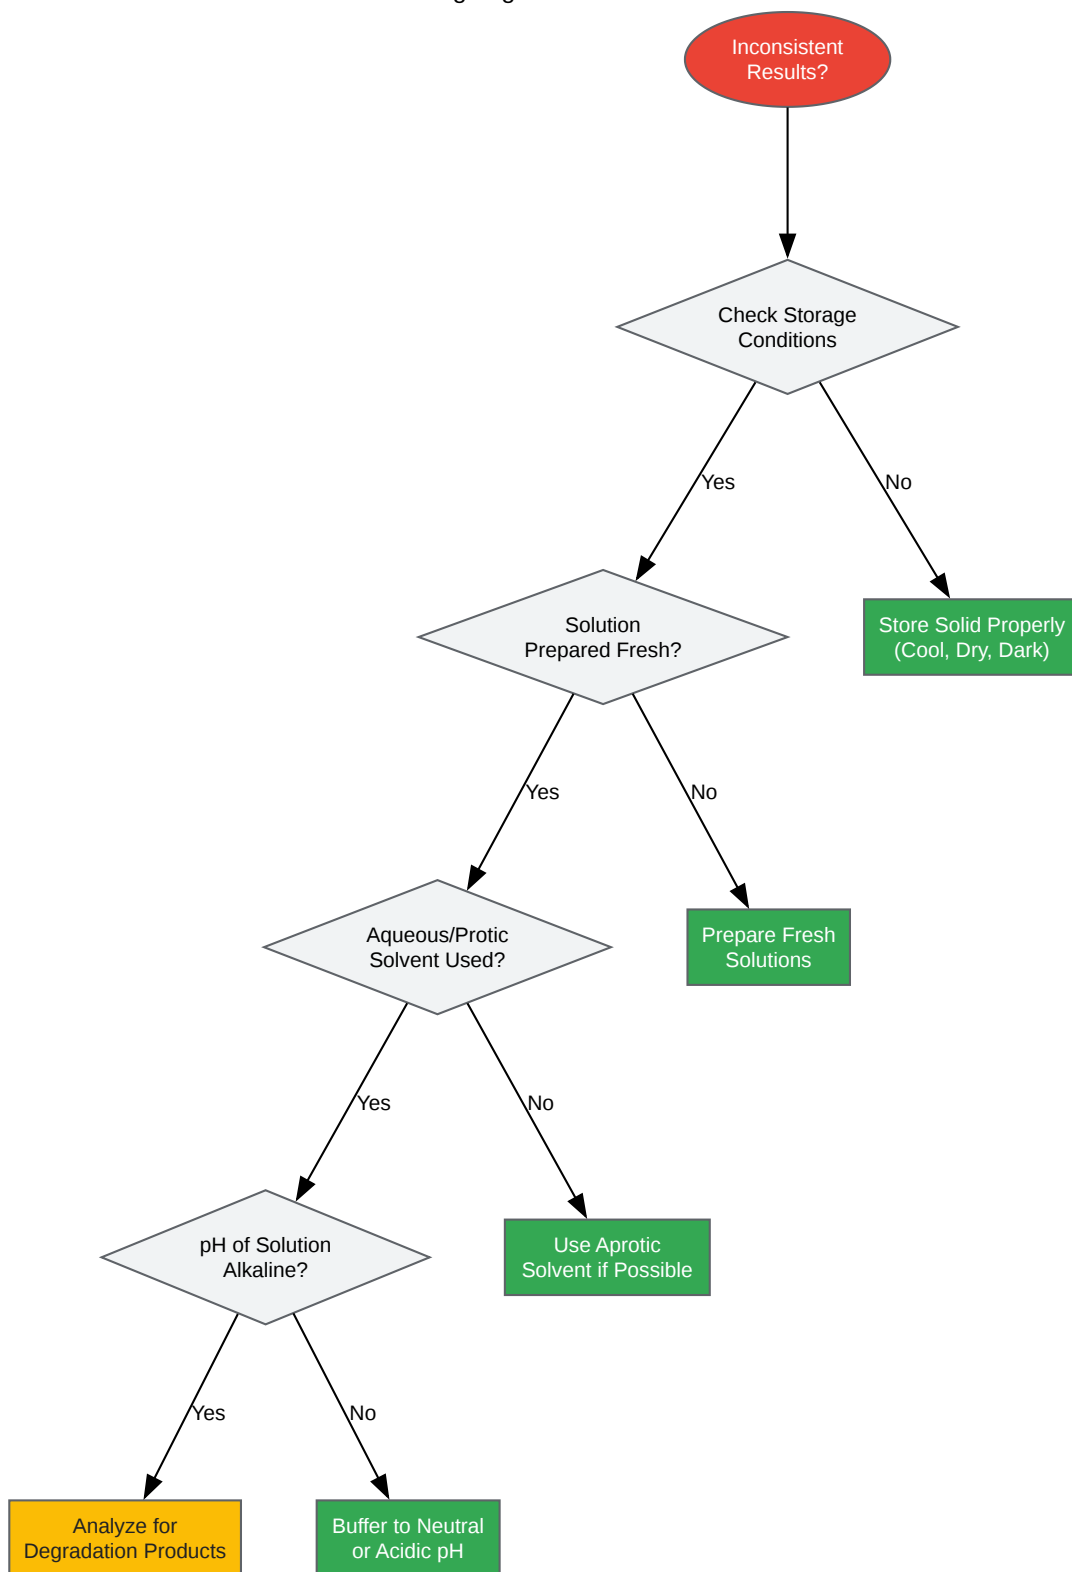 Inconsistent
Results?
Check Storage
Conditions
Yes
No
Solution
Prepared Fresh?
Store Solid Properly
(Cool, Dry, Dark)
Yes
No
Aqueous/Protic
Solvent Used?
Prepare Fresh
Solutions
Yes
No
pH of Solution
Alkaline?
Use Aprotic
Solvent if Possible
Yes
No
Analyze for
Degradation Products
Buffer to Neutral
or Acidic pH